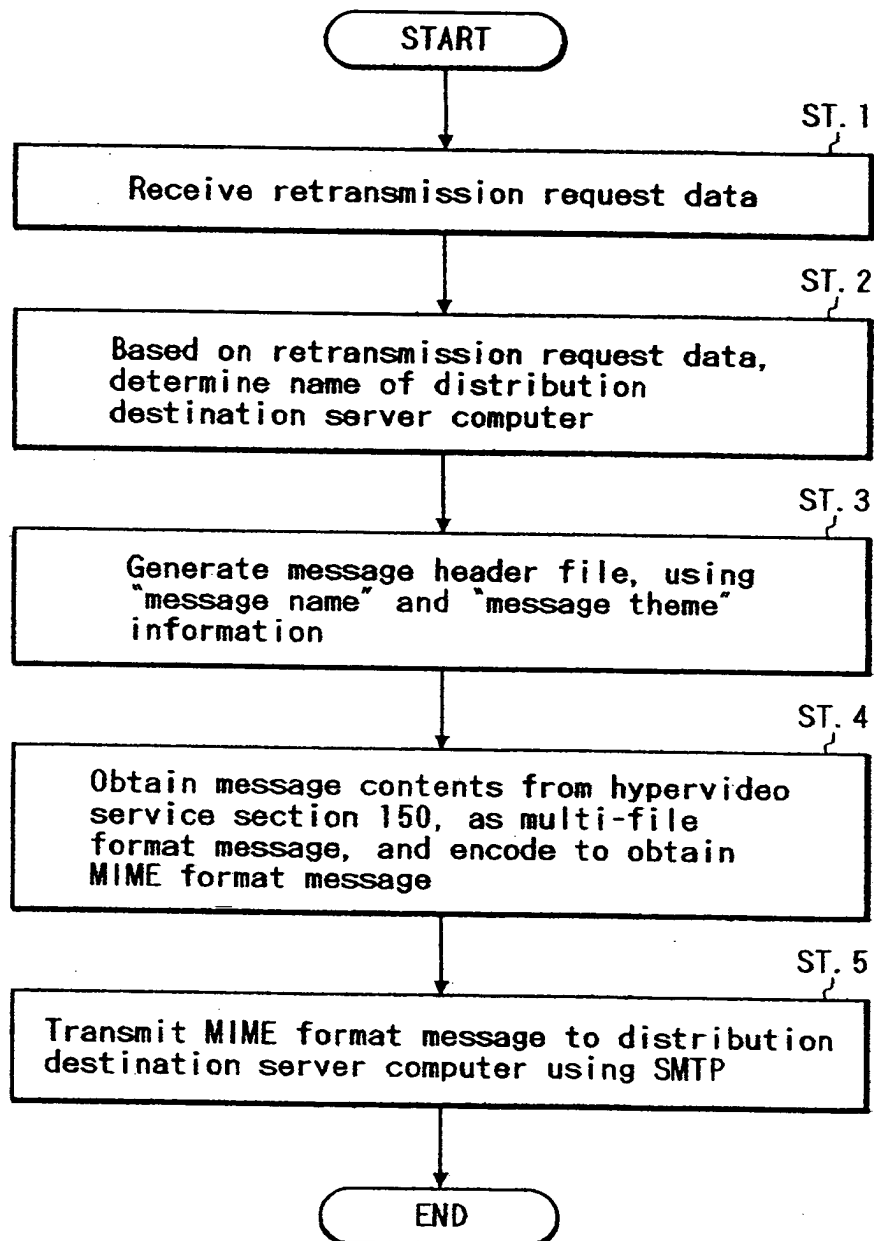 START
ST. 1
Receive retransmission request data
ST. 2
Based on retransmission request data,
determine name of distribution
destination server computer
ST. 3
Generate message header file, using
"message name" and "message theme"
information
ST. 4
Obtain message contents from hypervideo
service section 150, as multi-file
format message, and encode to obtain
MIME format message
ST. 5
Transmit MIME format message to distribution
destination server computer using SMTP
END